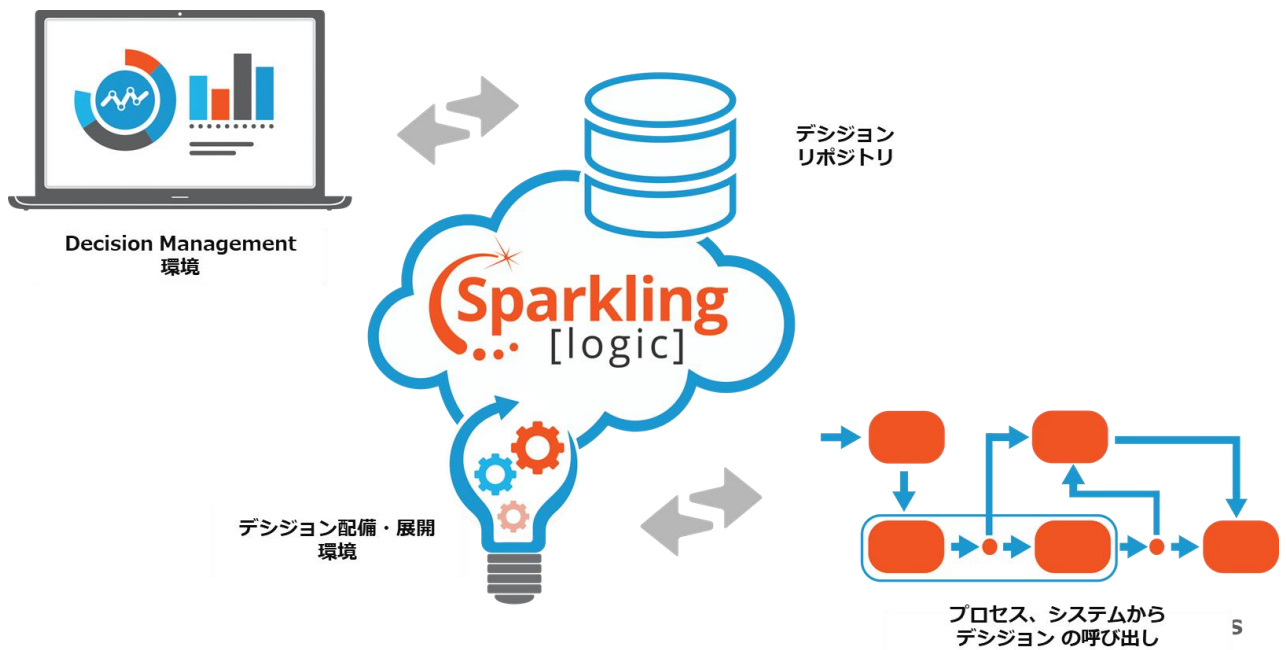 デシジョン
リポジトリ
Decision Management
環境
Sparkling
[logic]
デシジョン配備・展開
環境
プロセス、システムから
デシジョン の呼び出し
S